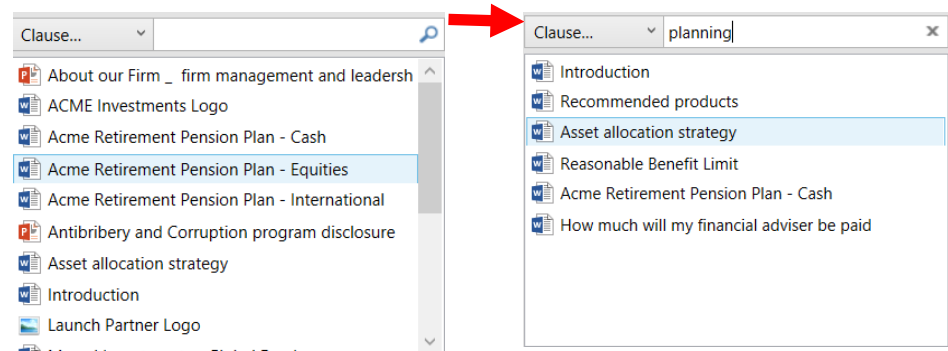 Clause...
About our Firm _ firm management and leadersh
ACME Investments Logo
Acme Retirement Pension Plan - Cash
Acme Retirement Pension Plan - Equities
Acme Retirement Pension Plan - International
Antibribery and Corruption program disclosure
Asset allocation strategy
Introduction
Launch Partner Logo
Clause... planning
Introduction
Recommended products
Asset allocation strategy
Reasonable Benefit Limit
Acme Retirement Pension Plan - Cash
How much will my financial adviser be paid